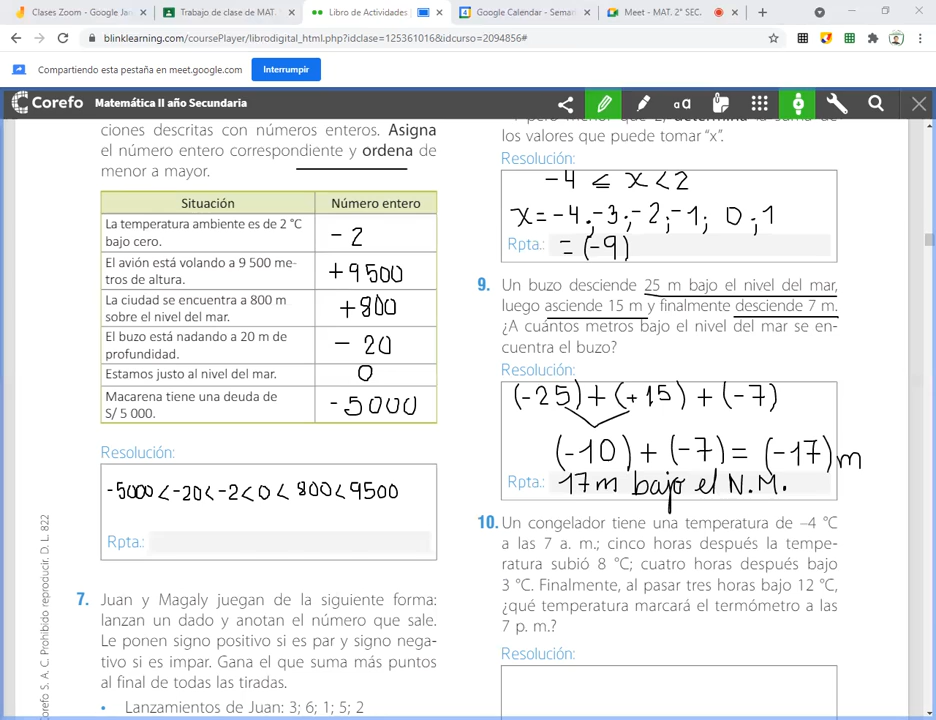 Clases Zoom - Google Jam
Trabajo de clase de MAT.
Libro de Actividades
Google Calendar - Sema
Meet - MAT. 2° SEC.
blinklearning.com/coursePlayer/librodigital_html.php?idclase=125361016&idcurso=2094856#
Compartiendo esta pestaña en meet.google.com
Interrumpir
Corefo
Matemática II año Secundaria
ciones descritas con números enteros. Asigna
el número entero correspondiente y ordena de
menor a mayor.
Situación Número entero
La temperatura ambiente es de 2 °C
bajo cero.
- 2
El avión está volando a 9 500 me-
tros de altura.
+9500
La ciudad se encuentra a 800 m
sobre el nivel del mar.
+800
El buzo está nadando a 20 m de
profundidad.
- 20
Estamos justo al nivel del mar.
0
Macarena tiene una deuda de
S/ 5 000.
-5000
Resolución:
-5000 < -20 < -2 < 0 < 800 < 9500
Rpta.:
7. Juan y Magaly juegan de la siguiente forma:
lanzan un dado y anotan el número que sale.
Le ponen signo positivo si es par y signo nega-
tivo si es impar. Gana el que suma más puntos
al final de todas las tiradas.
• Lanzamientos de Juan: 3; 6; 1; 5; 2
Corefo S. A. C. Prohibido reproducir. D. L. 822
los valores que puede tomar "x".
Resolución:
-4 ≤ x < 2
x = -4; -3; -2; -1; 0; 1
Rpta.: = (-9)
9. Un buzo desciende 25 m bajo el nivel del mar,
luego asciende 15 m y finalmente desciende 7 m.
¿A cuántos metros bajo el nivel del mar se en-
cuentra el buzo?
Resolución:
(-25) + (+15) + (-7)
(-10) + (-7) = (-17) m
Rpta.: 17m bajo el N.M.
10. Un congelador tiene una temperatura de –4 °C
a las 7 a. m.; cinco horas después la tempe-
ratura subió 8 °C; cuatro horas después bajo
3 °C. Finalmente, al pasar tres horas bajo 12 °C,
¿qué temperatura marcará el termómetro a las
7 p. m.?
Resolución: